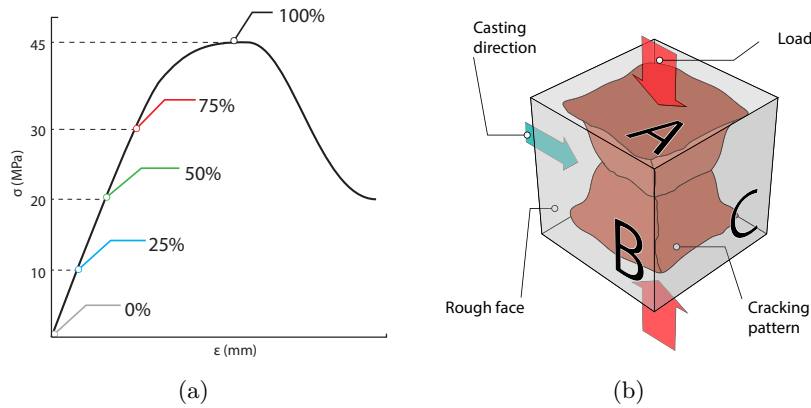 100%
45
75%
30
50%
20
25%
10
0%
σ (MPa)
ε (mm)
(a)
Casting
direction
Load
A
B
C
Rough face
Cracking
pattern
(b)